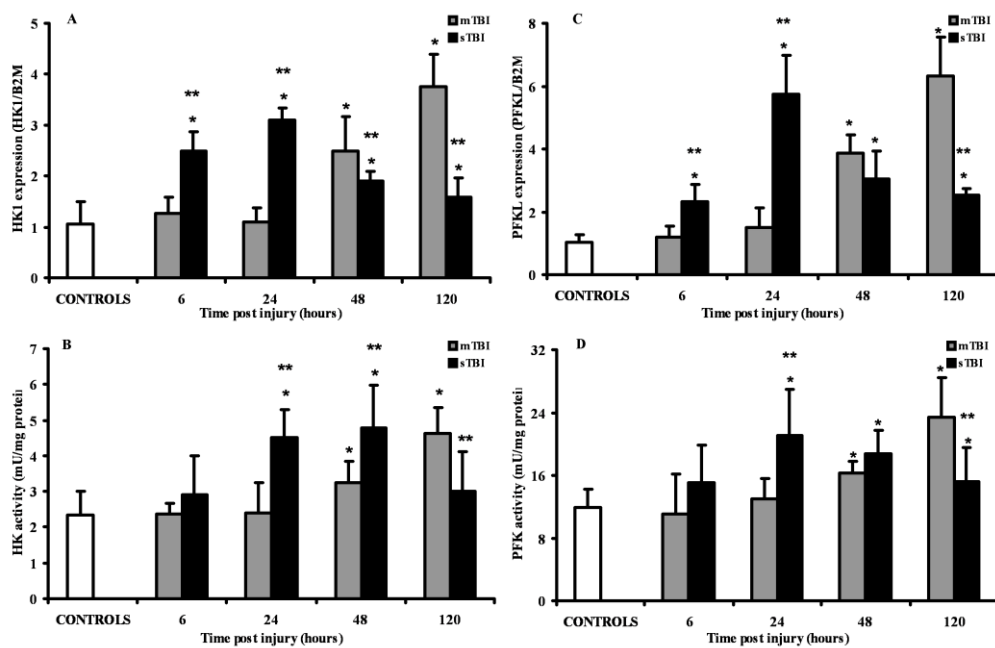 A
mTBI
sTBI
HK1 expression (HK1/B2M)
5
4
3
2
1
0
** *
** *
*
** *
*
** *
CONTROLS 6 24 48 120
Time post injury (hours)
C
mTBI
sTBI
PFKL expression (PFKL/B2M)
8
6
4
2
0
** *
** *
*
*
*
** *
CONTROLS 6 24 48 120
Time post injury (hours)
B
mTBI
sTBI
HK activity (mU/mg protein
7
6
5
4
3
2
1
0
** *
*
** *
*
**
CONTROLS 6 24 48 120
Time post injury (hours)
D
mTBI
sTBI
PFK activity (mU/mg protein
32
24
16
8
0
** *
*
*
*
** *
CONTROLS 6 24 48 120
Time post injury (hours)